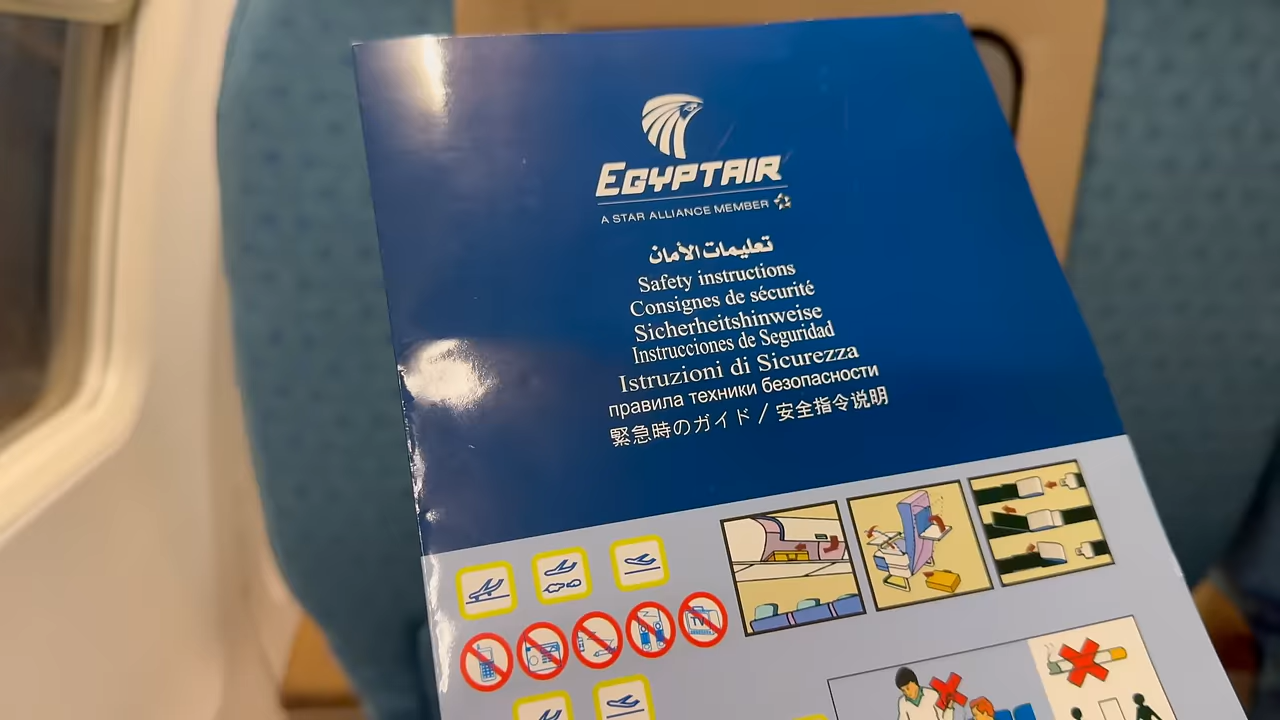 EGYPTAIR
A STAR ALLIANCE MEMBER
تعليمات الأمان
Safety instructions
Consignes de sécurité
Sicherheitshinweise
Instrucciones de Seguridad
Istruzioni di Sicurezza
правила техники безопасности
緊急時のガイド / 安全指令说明
TV